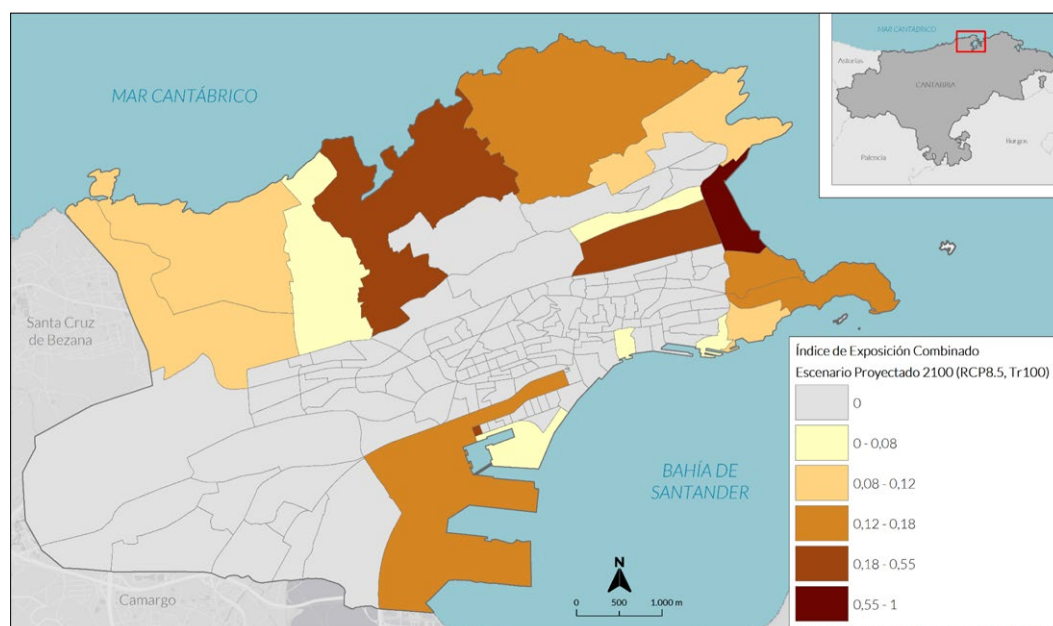 MAR CANTÁBRICO
MAR CANTÁBRICO
Asturias
CANTABRIA
Palencia
Burgos
Santa Cruz
de Bezana
BAHÍA DE
SANTANDER
Camargo
N
0 500 1.000 m
Índice de Exposición Combinado
Escenario Proyectado 2100 (RCP8.5, Tr100)
0
0 - 0,08
0,08 - 0,12
0,12 - 0,18
0,18 - 0,55
0,55 - 1